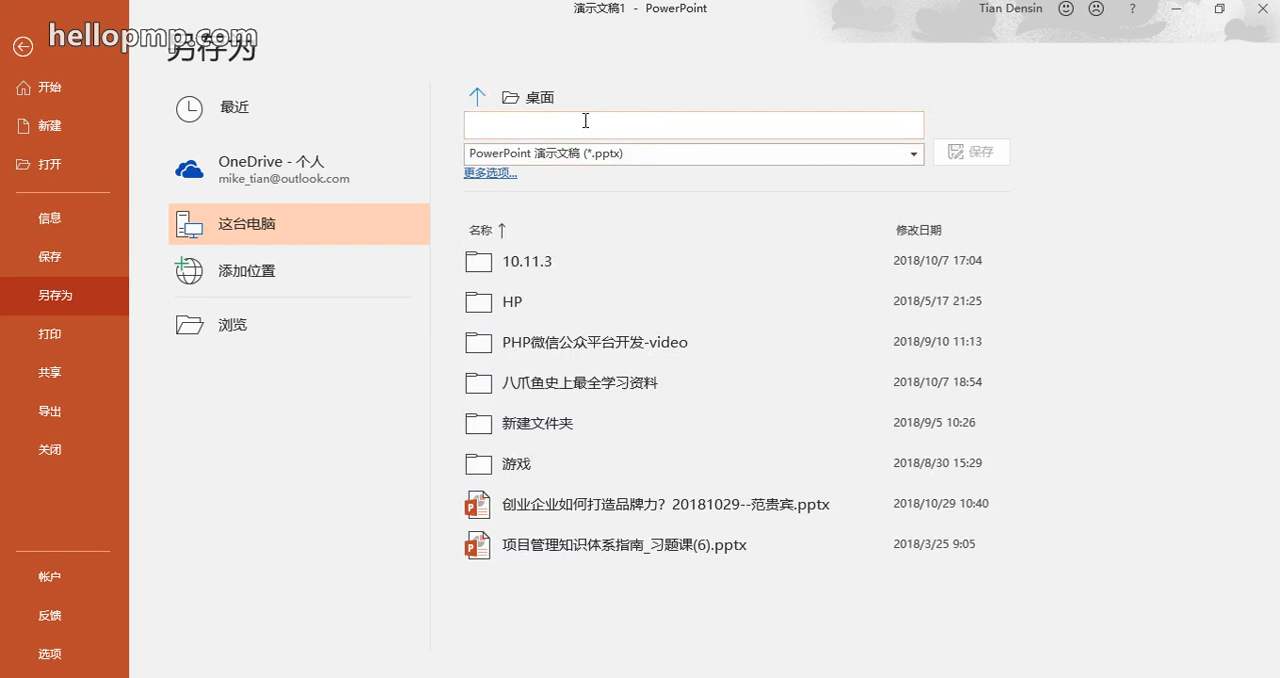 演示文稿1 - PowerPoint
Tian Densin
?
hellopmp.com
另存为
开始
新建
打开
信息
保存
另存为
打印
共享
导出
关闭
帐户
反馈
选项
最近
OneDrive - 个人
mike_tian@outlook.com
这台电脑
添加位置
浏览
桌面
PowerPoint 演示文稿 (*.pptx)
保存
更多选项...
名称 ↑ 修改日期
10.11.3 2018/10/7 17:04
HP 2018/5/17 21:25
PHP微信公众平台开发-video 2018/9/10 11:13
八爪鱼史上最全学习资料 2018/10/7 18:54
新建文件夹 2018/9/5 10:26
游戏 2018/8/30 15:29
创业企业如何打造品牌力？20181029--范贵宾.pptx 2018/10/29 10:40
项目管理知识体系指南_习题课(6).pptx 2018/3/25 9:05